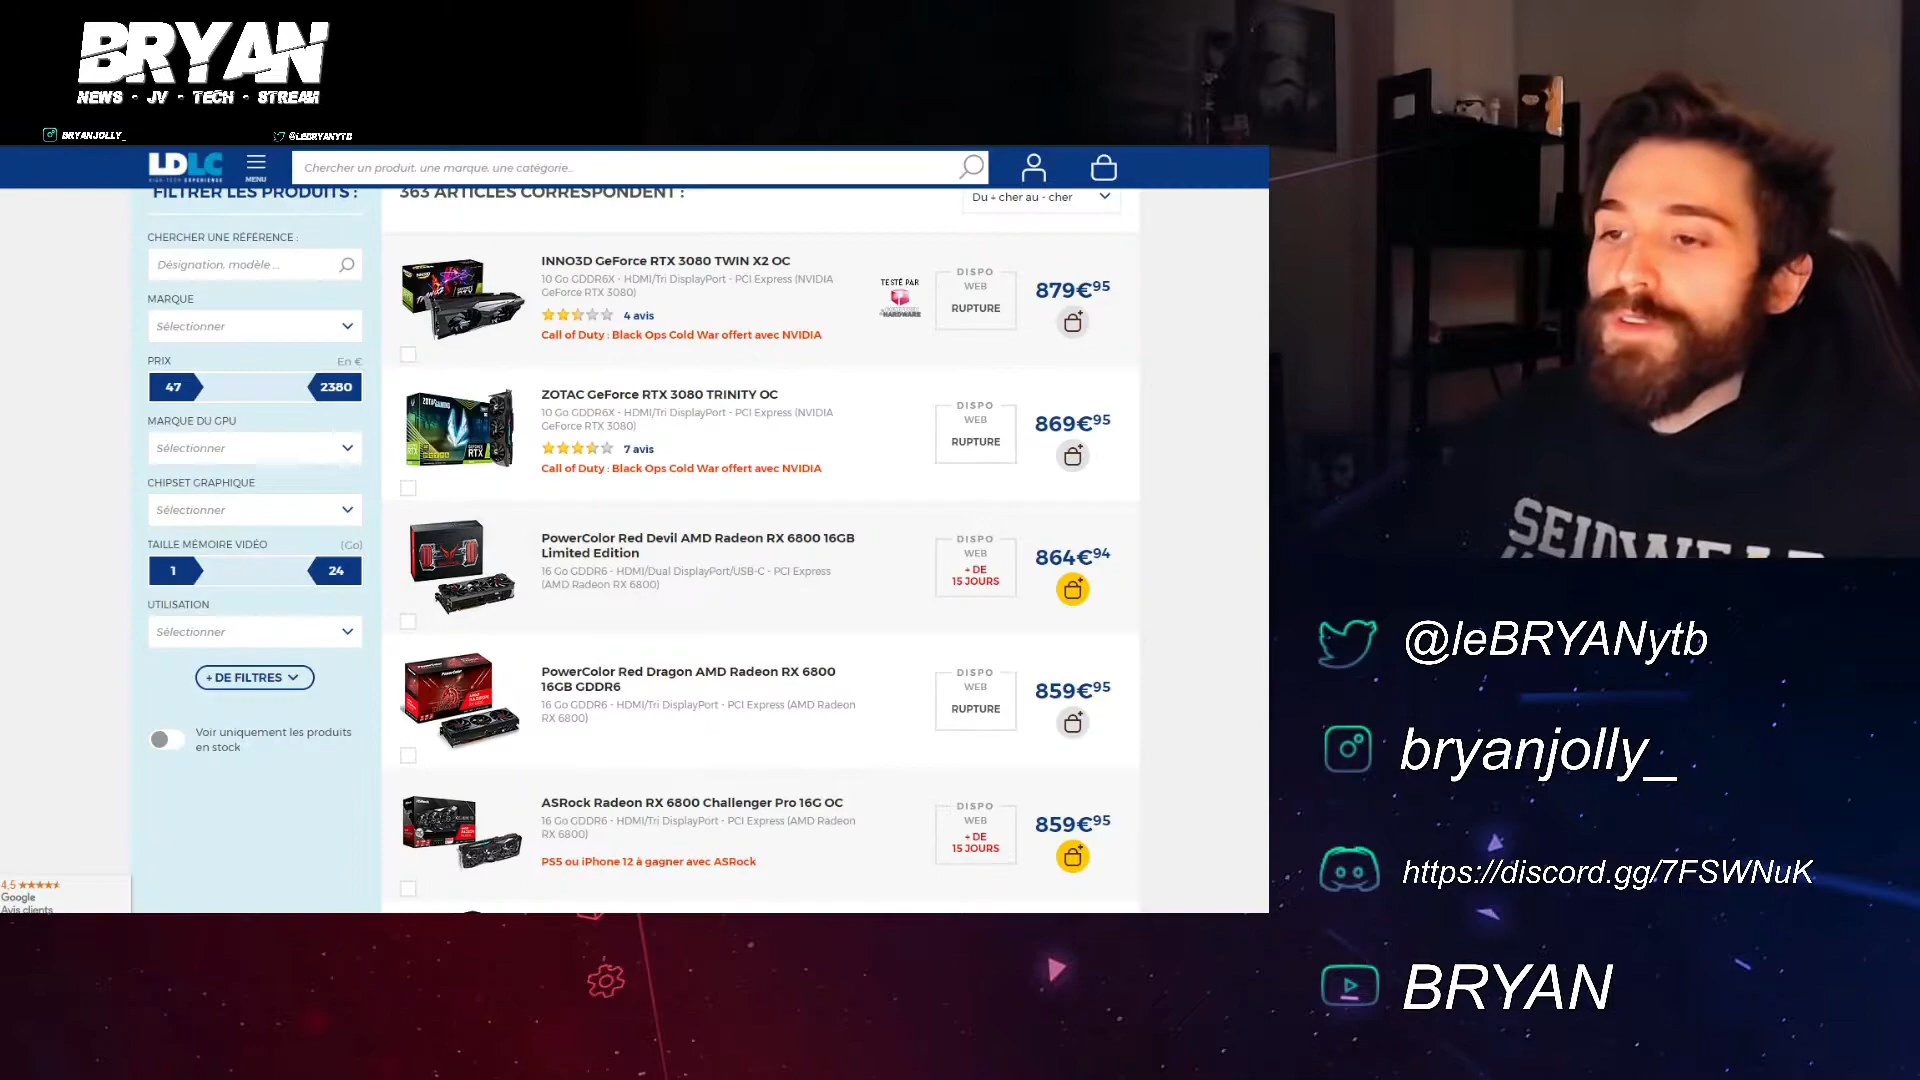 BRYAN
NEWS - JV - TECH - STREAM
BRYANJOLLY_
@LEBRYANYTB
LDLC
HIGH-TECH EXPERIENCE
MENU
Chercher un produit, une marque, une catégorie...
FILTRER LES PRODUITS :
363 ARTICLES CORRESPONDENT :
Du + cher au - cher
CHERCHER UNE RÉFÉRENCE :
Désignation, modèle ...
MARQUE
Sélectionner
PRIX
En €
47
2380
MARQUE DU GPU
Sélectionner
CHIPSET GRAPHIQUE
Sélectionner
TAILLE MÉMOIRE VIDÉO
(Go)
1
24
UTILISATION
Sélectionner
+ DE FILTRES
Voir uniquement les produits
en stock
INNO3D GeForce RTX 3080 TWIN X2 OC
10 Go GDDR6X - HDMI/Tri DisplayPort - PCI Express (NVIDIA
GeForce RTX 3080)
4 avis
Call of Duty : Black Ops Cold War offert avec NVIDIA
TESTÉ PAR
HARDWARE
DISPO
WEB
RUPTURE
879€95
ZOTAC GeForce RTX 3080 TRINITY OC
10 Go GDDR6X - HDMI/Tri DisplayPort - PCI Express (NVIDIA
GeForce RTX 3080)
7 avis
Call of Duty : Black Ops Cold War offert avec NVIDIA
DISPO
WEB
RUPTURE
869€95
PowerColor Red Devil AMD Radeon RX 6800 16GB
Limited Edition
16 Go GDDR6 - HDMI/Dual DisplayPort/USB-C - PCI Express
(AMD Radeon RX 6800)
DISPO
WEB
+ DE
15 JOURS
864€94
PowerColor Red Dragon AMD Radeon RX 6800
16GB GDDR6
16 Go GDDR6 - HDMI/Tri DisplayPort - PCI Express (AMD Radeon
RX 6800)
DISPO
WEB
RUPTURE
859€95
ASRock Radeon RX 6800 Challenger Pro 16G OC
16 Go GDDR6 - HDMI/Tri DisplayPort - PCI Express (AMD Radeon
RX 6800)
PS5 ou iPhone 12 à gagner avec ASRock
DISPO
WEB
+ DE
15 JOURS
859€95
4,5
Google
Avis clients
@leBRYANytb
bryanjolly_
https://discord.gg/7FSWNuK
BRYAN